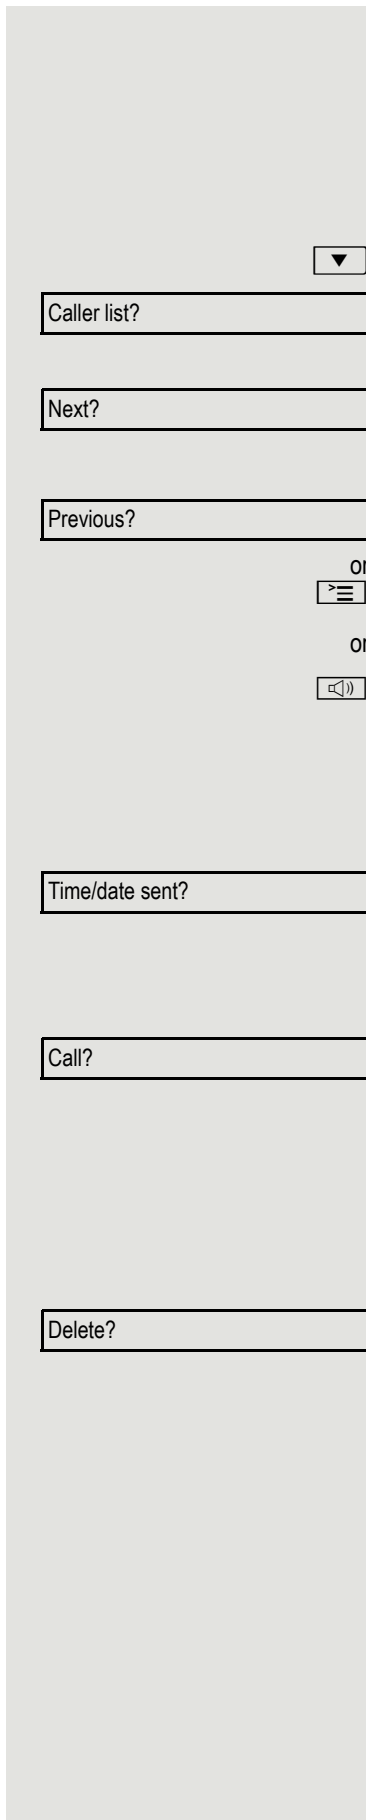 Caller list?
Next?
Previous?
or
or
Time/date sent?
Call?
Delete?